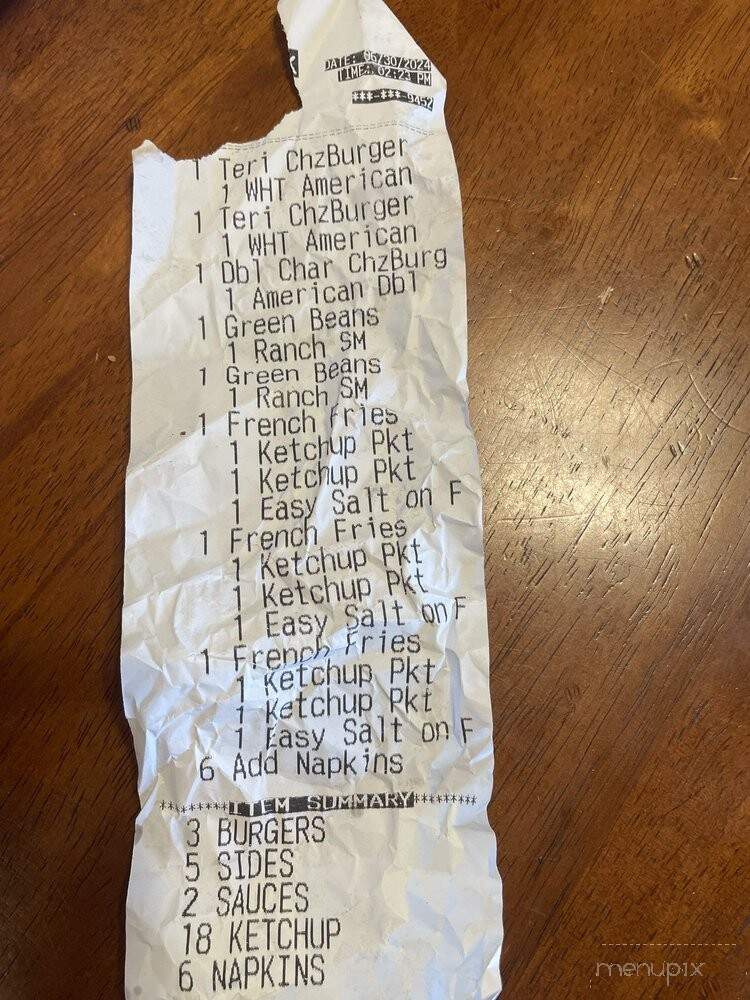 DATE: 06/30/2024
TIME: 02:23 PM
***-***-9452
1 Teri ChzBurger
1 WHT American
1 Teri ChzBurger
1 WHT American
1 Dbl Char ChzBurg
1 American Dbl
1 Green Beans
1 Ranch SM
1 Green Beans
1 Ranch SM
1 French Fries
1 Ketchup Pkt
1 Ketchup Pkt
1 Easy Salt on F
1 French Fries
1 Ketchup Pkt
1 Ketchup Pkt
1 Easy Salt on F
1 French Fries
1 Ketchup Pkt
1 Ketchup Pkt
1 Easy Salt on F
6 Add Napkins
********ITEM SUMMARY*******
3 BURGERS
5 SIDES
2 SAUCES
18 KETCHUP
6 NAPKINS
menupix